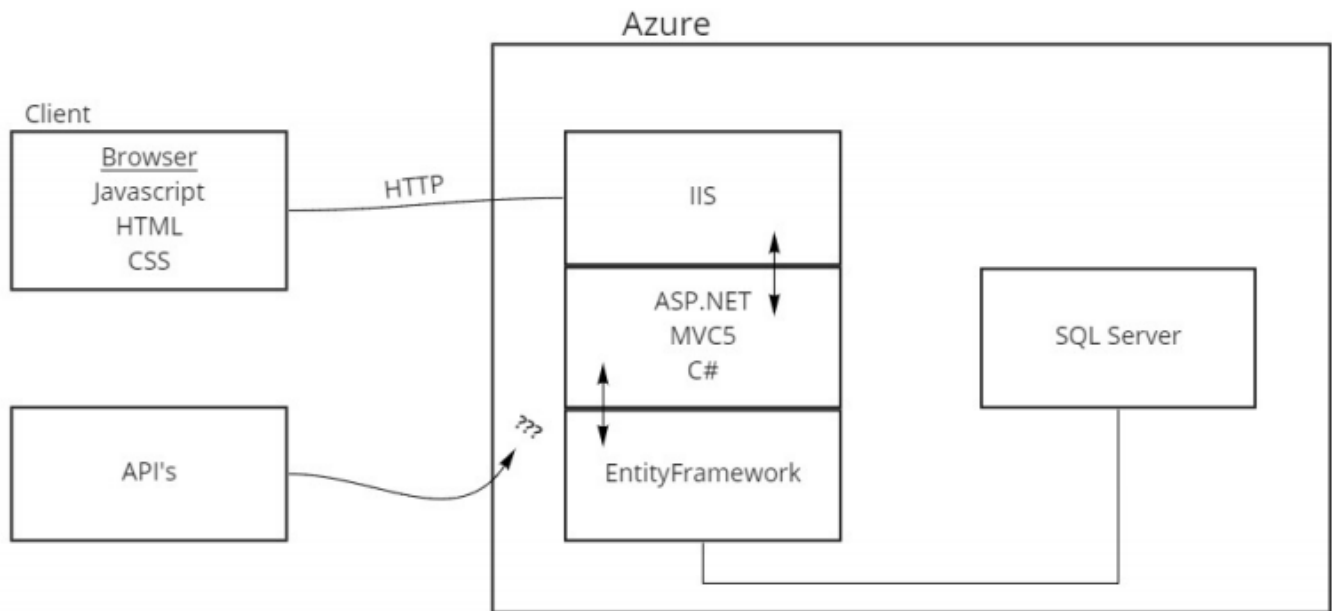 Azure
Client
Browser
Javascript
HTML
CSS
HTTP
IIS
ASP.NET
MVC5
C#
SQL Server
???
API's
EntityFramework